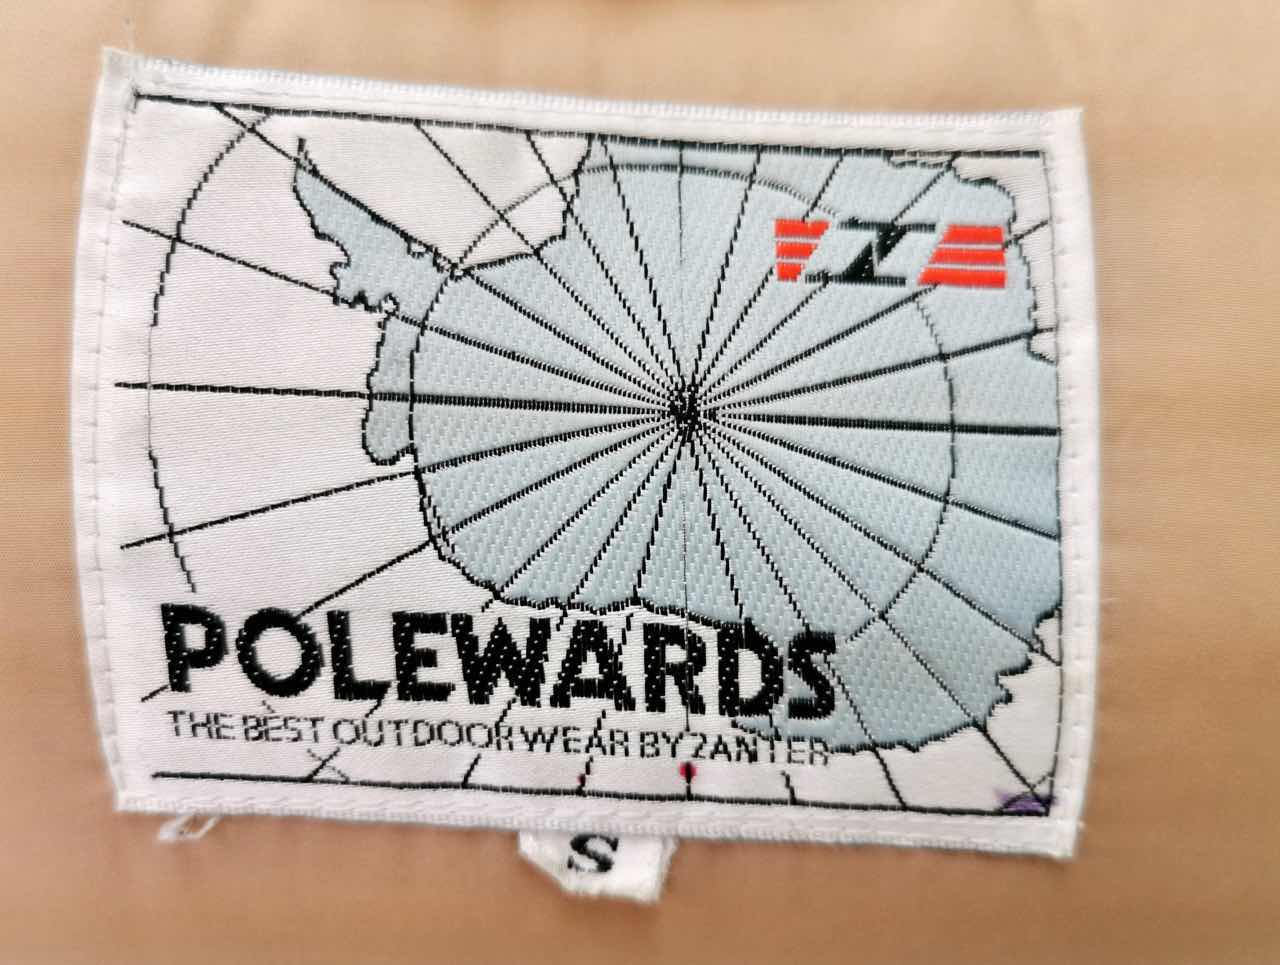 Z
POLEWARDS
THE BEST OUTDOOR WEAR BY ZANTER
S